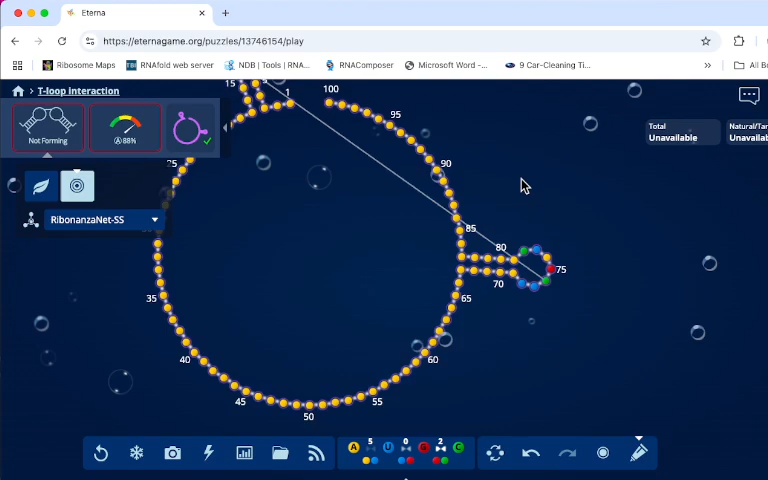 Eterna
https://eternagame.org/puzzles/13746154/play
Ribosome Maps
RNAfold web server
NDB | Tools | RNA...
RNAComposer
Microsoft Word -...
9 Car-Cleaning Ti...
All Bo
T-loop interaction
Not Forming
A 88%
Total
Unavailable
Natural/Tar
Unavailable
RibonanzaNet-SS
15
1
100
95
90
85
80
75
70
65
60
55
50
45
40
35
25
5 0 2
A U G C